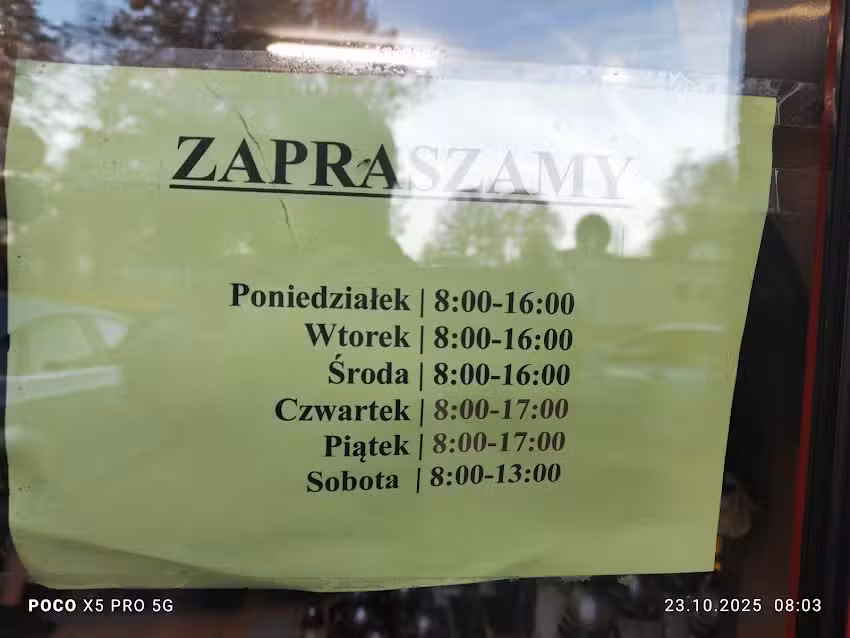 ZAPRASZAMY
Poniedziałek | 8:00-16:00
Wtorek | 8:00-16:00
Środa | 8:00-16:00
Czwartek | 8:00-17:00
Piątek | 8:00-17:00
Sobota | 8:00-13:00
POCO X5 PRO 5G
23.10.2025 08:03